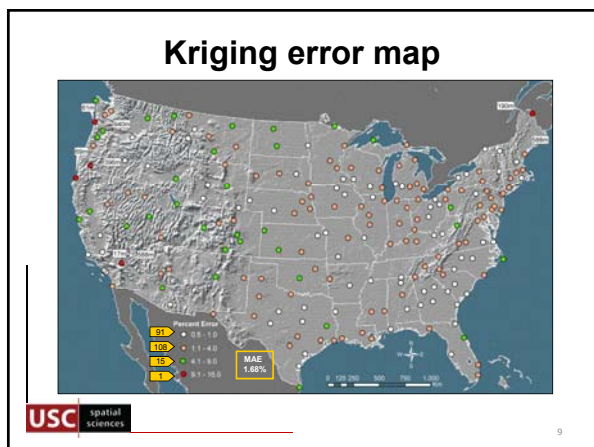 Kriging error map
Percent Error
91
0.5 - 1.0
108
1.1 - 4.0
15
4.1 - 9.0
1
9.1 - 15.0
MAE
1.68%
0 125 250 500 750 1,000
Km
USC spatial
sciences
9